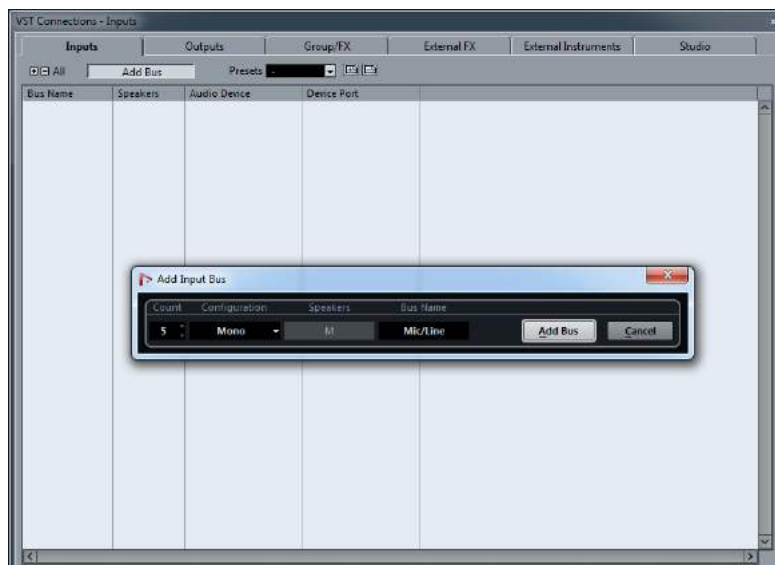 VST Connections - Inputs
Inputs Outputs Group/FX External FX External Instruments Studio
All Add Bus Presets -
Bus Name Speakers Audio Device Device Port
Add Input Bus
Count Configuration Speakers Bus Name
5 Mono M Mic/Line Add Bus Cancel